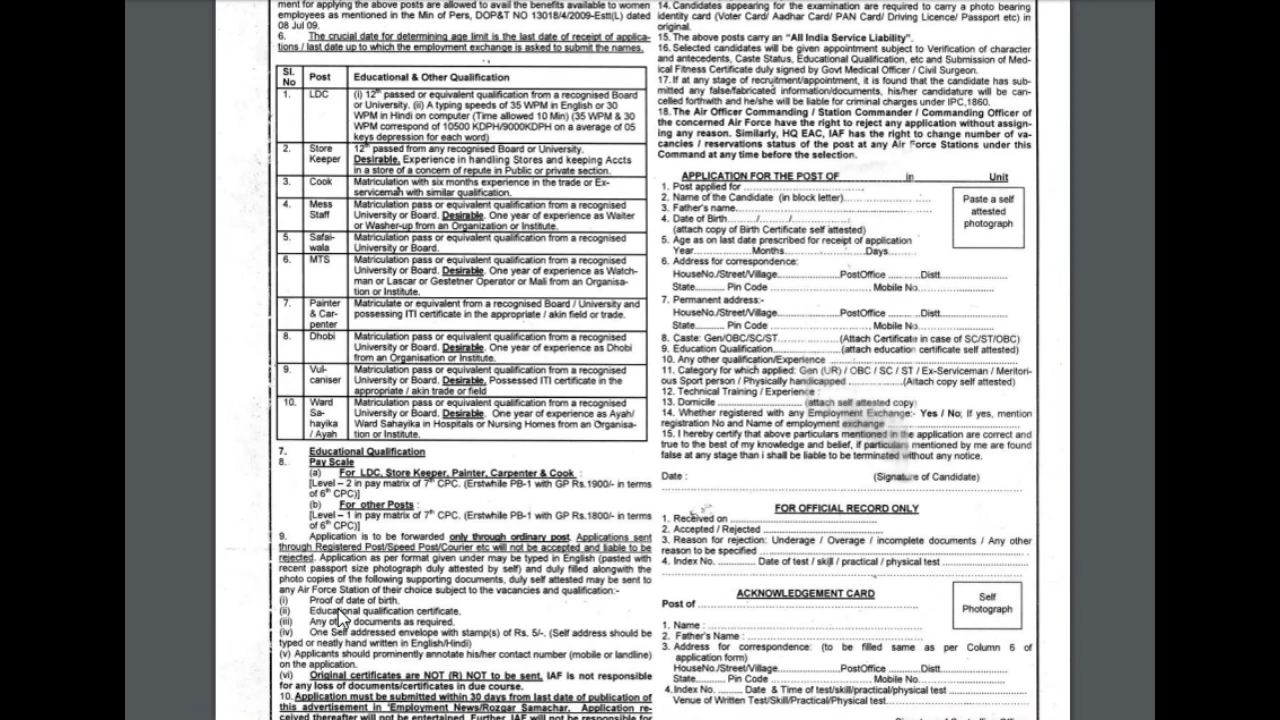 ment for applying the above posts are allowed to avail the benefits available to women
employees as mentioned in the Min of Pers, DOP&T NO 13018/4/2009-Estt(L) dated
08 Jul 09.
6. The crucial date for determining age limit is the last date of receipt of applica-
tions / last date up to which the employment exchange is asked to submit the names.
Sl. No Post Educational & Other Qualification
1. LDC (i) 12th passed or equivalent qualification from a recognised Board
or University. (ii) A typing speeds of 35 WPM in English or 30
WPM in Hindi on computer (Time allowed 10 Min) (35 WPM & 30
WPM correspond of 10500 KDPH/9000KDPH on a average of 05
keys depression for each word)
2. Store Keeper 12th passed from any recognised Board or University.
Desirable. Experience in handling Stores and keeping Accts
in a store of a concern of repute in Public or private section.
3. Cook Matriculation with six months experience in the trade or Ex-
serviceman with similar qualification.
4. Mess Staff Matriculation pass or equivalent qualification from a recognised
University or Board. Desirable. One year of experience as Waiter
or Washer-up from an Organization or Institute.
5. Safai-wala Matriculation pass or equivalent qualification from a recognised
University or Board.
6. MTS Matriculation pass or equivalent qualification from a recognised
University or Board. Desirable. One year of experience as Watch-
man or Lascar or Gestetner Operator or Mali from an Organisa-
tion or Institute.
7. Painter & Car-penter Matriculate or equivalent from a recognised Board / University and
possessing ITI certificate in the appropriate / akin field or trade.
8. Dhobi Matriculation pass or equivalent qualification from a recognised
University or Board. Desirable. One year of experience as Dhobi
from an Organisation or Institute.
9. Vul-caniser Matriculation pass or equivalent qualification from a recognised
University or Board. Desirable. Possessed ITI certificate in the
appropriate / akin trade or field
10. Ward Sa-hayika / Ayah Matriculation pass or equivalent qualification from a recognised
University or Board. Desirable. One year of experience as Ayah/
Ward Sahayika in Hospitals or Nursing Homes from an Organisa-
tion or Institute.
7. Educational Qualification
8. Pay Scale
(a) For LDC, Store Keeper, Painter, Carpenter & Cook :
[Level – 2 in pay matrix of 7th CPC. (Erstwhile PB-1 with GP Rs.1900/- in terms
of 6th CPC)]
(b) For other Posts :
[Level – 1 in pay matrix of 7th CPC. (Erstwhile PB-1 with GP Rs.1800/- in terms
of 6th CPC)]
9. Application is to be forwarded only through ordinary post. Applications sent
through Registered Post/Speed Post/Courier etc will not be accepted and liable to be
rejected. Application as per format given under may be typed in English (pasted with
recent passport size photograph duly attested by self) and duly filled alongwith the
photo copies of the following supporting documents, duly self attested may be sent to
any Air Force Station of their choice subject to the vacancies and qualification:-
(i) Proof of date of birth.
(ii) Educational qualification certificate.
(iii) Any other documents as required.
(iv) One Self addressed envelope with stamp(s) of Rs. 5/-. (Self address should be
typed or neatly hand written in English/Hindi)
(v) Applicants should prominently annotate his/her contact number (mobile or landline)
on the application.
(vi) Original certificates are NOT (R) NOT to be sent. IAF is not responsible
for any loss of documents/certificates in due course.
10. Application must be submitted within 30 days from last date of publication of
this advertisement in 'Employment News/Rozgar Samachar. Application re-
ceived thereafter will not be entertained. Further, IAF will not be responsible for
14. Candidates appearing for the examination are required to carry a photo bearing
identity card (Voter Card/ Aadhar Card/ PAN Card/ Driving Licence/ Passport etc) in
original.
15. The above posts carry an "All India Service Liability".
16. Selected candidates will be given appointment subject to Verification of character
and antecedents, Caste Status, Educational Qualification, etc and Submission of Med-
ical Fitness Certificate duly signed by Govt Medical Officer / Civil Surgeon.
17. If at any stage of recruitment/appointment, it is found that the candidate has sub-
mitted any false/fabricated information/documents, his/her candidature will be can-
celled forthwith and he/she will be liable for criminal charges under IPC,1860.
18. The Air Officer Commanding / Station Commander / Commanding Officer of
the concerned Air Force have the right to reject any application without assign-
ing any reason. Similarly, HQ EAC, IAF has the right to change number of va-
cancies / reservations status of the post at any Air Force Stations under this
Command at any time before the selection.
APPLICATION FOR THE POST OF in Unit
1. Post applied for
2. Name of the Candidate (in block letter)
3. Father's name
4. Date of Birth / /
(attach copy of Birth Certificate self attested)
Paste a self
attested
photograph
5. Age as on last date prescribed for receipt of application
Year Months Days
6. Address for correspondence:
HouseNo./Street/Village PostOffice Distt
State Pin Code Mobile No.
7. Permanent address:-
HouseNo./Street/Village PostOffice Distt
State Pin Code Mobile No.
8. Caste: Gen/OBC/SC/ST (Attach Certificate in case of SC/ST/OBC)
9. Education Qualification (attach education certificate self attested)
10. Any other qualification/Experience
11. Category for which applied: Gen (UR) / OBC / SC / ST / Ex-Serviceman / Meritori-
ous Sport person / Physically handicapped (Attach copy self attested)
12. Technical Training / Experience :
13. Domicile (attach self attested copy)
14. Whether registered with any Employment Exchange:- Yes / No; If yes, mention
registration No and Name of employment exchange
15. I hereby certify that above particulars mentioned in the application are correct and
true to the best of my knowledge and belief, if particulars mentioned by me are found
false at any stage than i shall be liable to be terminated without any notice.
Date : (Signature of Candidate)
FOR OFFICIAL RECORD ONLY
1. Received on
2. Accepted / Rejected
3. Reason for rejection: Underage / Overage / incomplete documents / Any other
reason to be specified
4. Index No. Date of test / skill / practical / physical test
ACKNOWLEDGEMENT CARD
Post of
Self
Photograph
1. Name :
2. Father's Name :
3. Address for correspondence: (to be filled same as per Column 6 of
application form)
HouseNo./Street/Village PostOffice Distt
State Pin Code Mobile No.
4.Index No. Date & Time of test/skill/practical/physical test
Venue of Written Test/Skill/Practical/Physical test